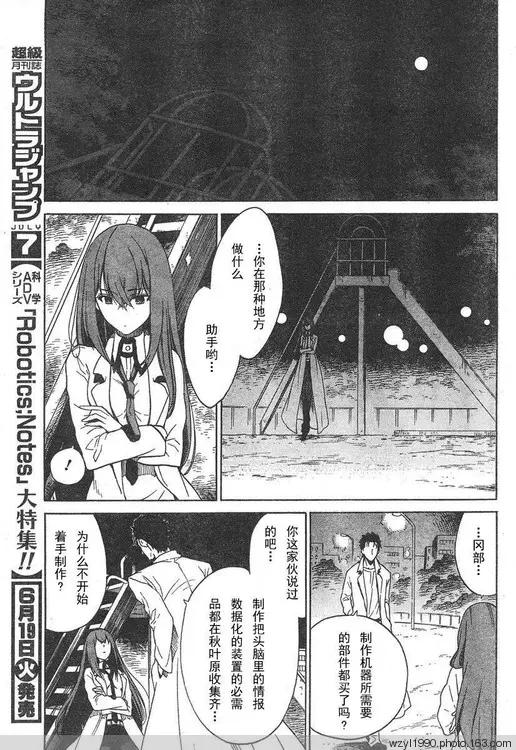 超級
月刊誌
ウルトラジャンプ
JULY
7
科学
ADV
シリーズ
「Robotics;Notes」大特集!!
6月19日火発売
…你在那种地方
做什么
助手哟…
…冈部…
制作机器所需要
的部件都买了吗?
你这家伙说过
的吧…
制作把头脑里的情报
数据化的装置的必需
品都在秋叶原收集齐…
为什么不开始
着手制作?
wzyl1990.photo.163.com